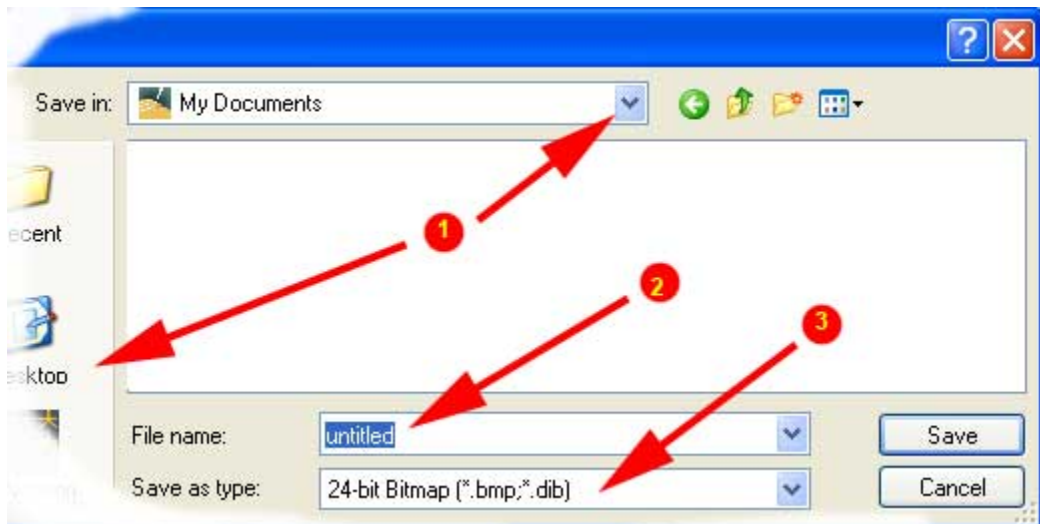 ?
Save in: My Documents
ecent
1
2
3
esktop
File name: untitled Save
Save as type: 24-bit Bitmap (*.bmp;*.dib) Cancel